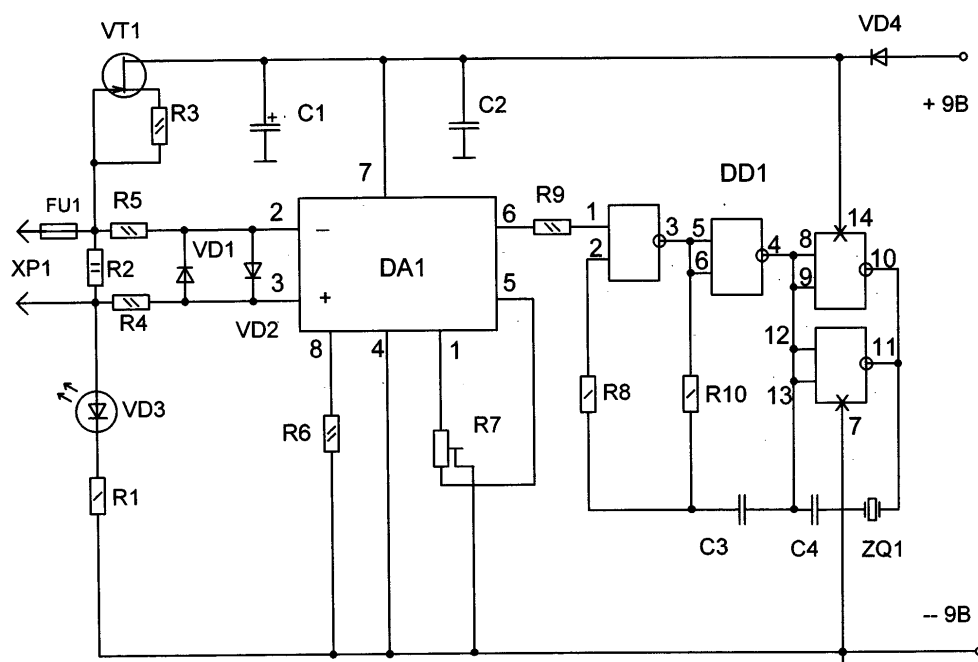 VT1
VD4
R3
C1
+
C2
+ 9В
7
DD1
FU1
R5
2
6
R9
1
3
5
4
8
14
10
VD1
–
DA1
2
6
9
XP1
R2
R4
3
+
5
VD2
8
4
1
12
11
13
7
VD3
R6
R7
R8
R10
R1
C3
C4
ZQ1
-- 9В